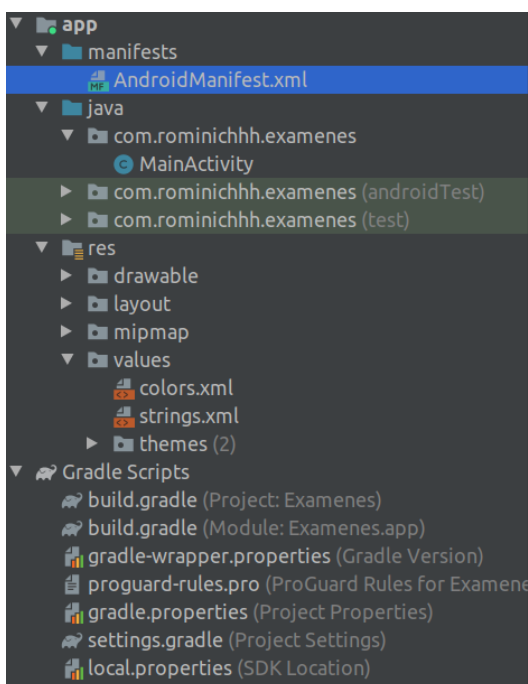 app
manifests
AndroidManifest.xml
java
com.rominichhh.examenes
MainActivity
com.rominichhh.examenes (androidTest)
com.rominichhh.examenes (test)
res
drawable
layout
mipmap
values
colors.xml
strings.xml
themes (2)
Gradle Scripts
build.gradle (Project: Examenes)
build.gradle (Module: Examenes.app)
gradle-wrapper.properties (Gradle Version)
proguard-rules.pro (ProGuard Rules for Examene
gradle.properties (Project Properties)
settings.gradle (Project Settings)
local.properties (SDK Location)